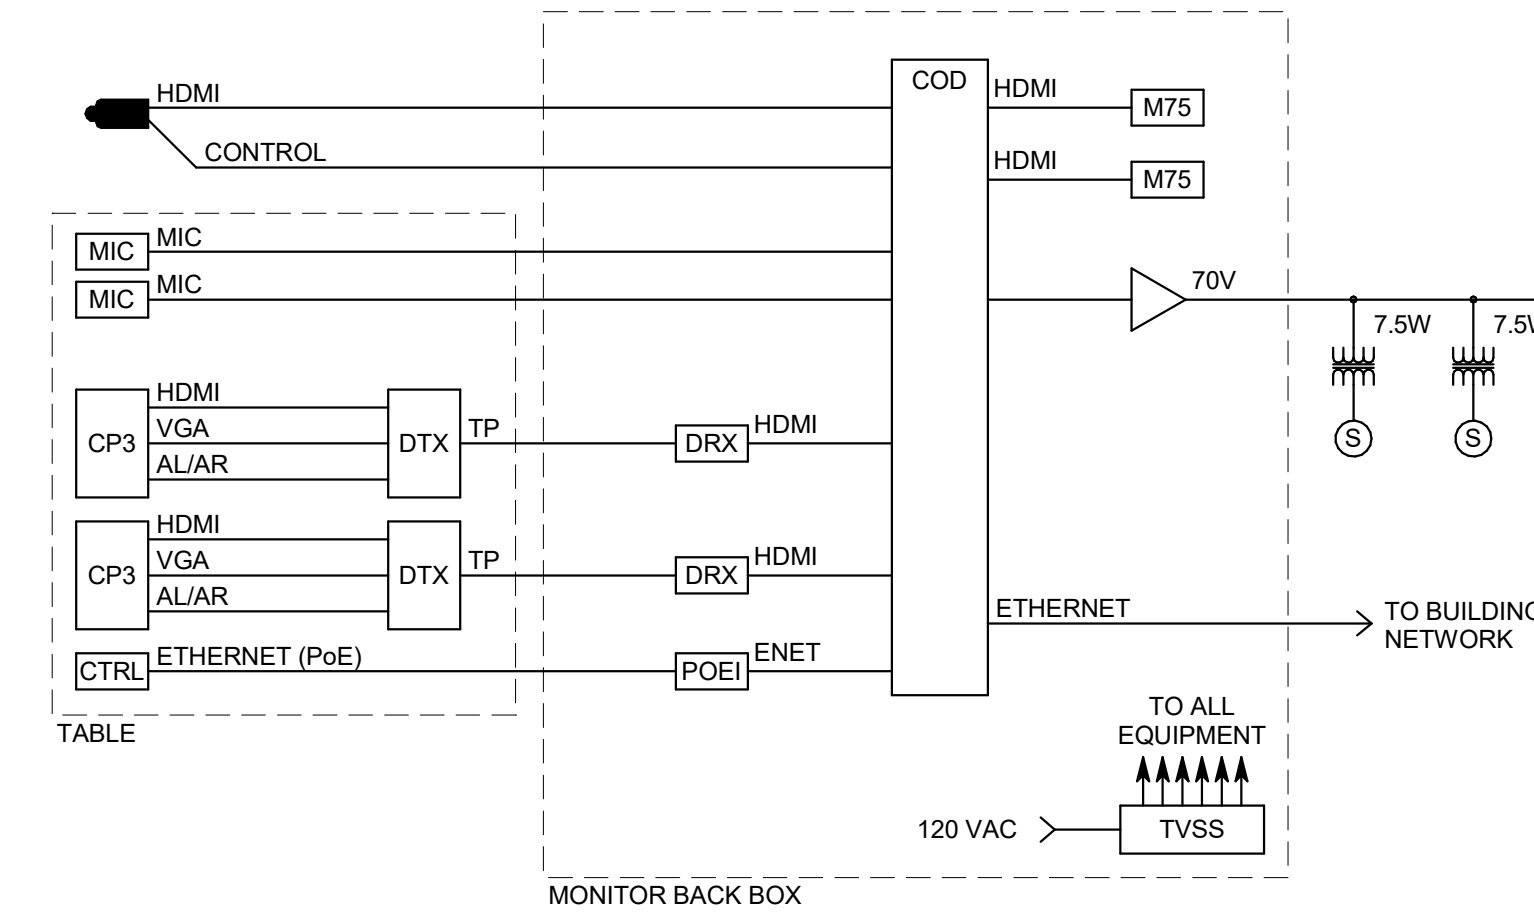 COD
HDMI
HDMI
M75
CONTROL
HDMI
M75
MIC
MIC
MIC
MIC
70V
7.5W
HDMI
VGA
AL/AR
CP3
DTX
TP
DRX
HDMI
S
S
HDMI
VGA
AL/AR
CP3
DTX
TP
DRX
HDMI
ETHERNET
TO
NETWORK
CTRL
ETHERNET (PoE)
POEI
ENET
TABLE
TO ALL
EQUIPMENT
120 VAC
TVSS
MONITOR BACK BOX